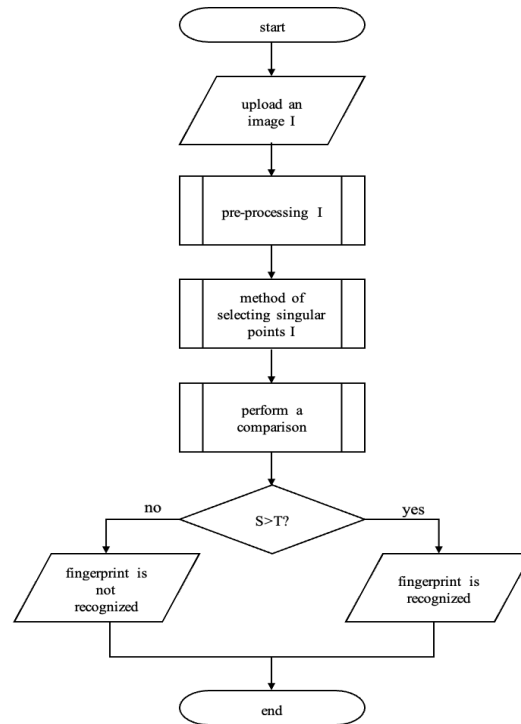 start
upload an
image I
pre-processing I
method of
selecting singular
points I
perform a
comparison
no
S>T?
yes
fingerprint is
not
recognized
fingerprint is
recognized
end